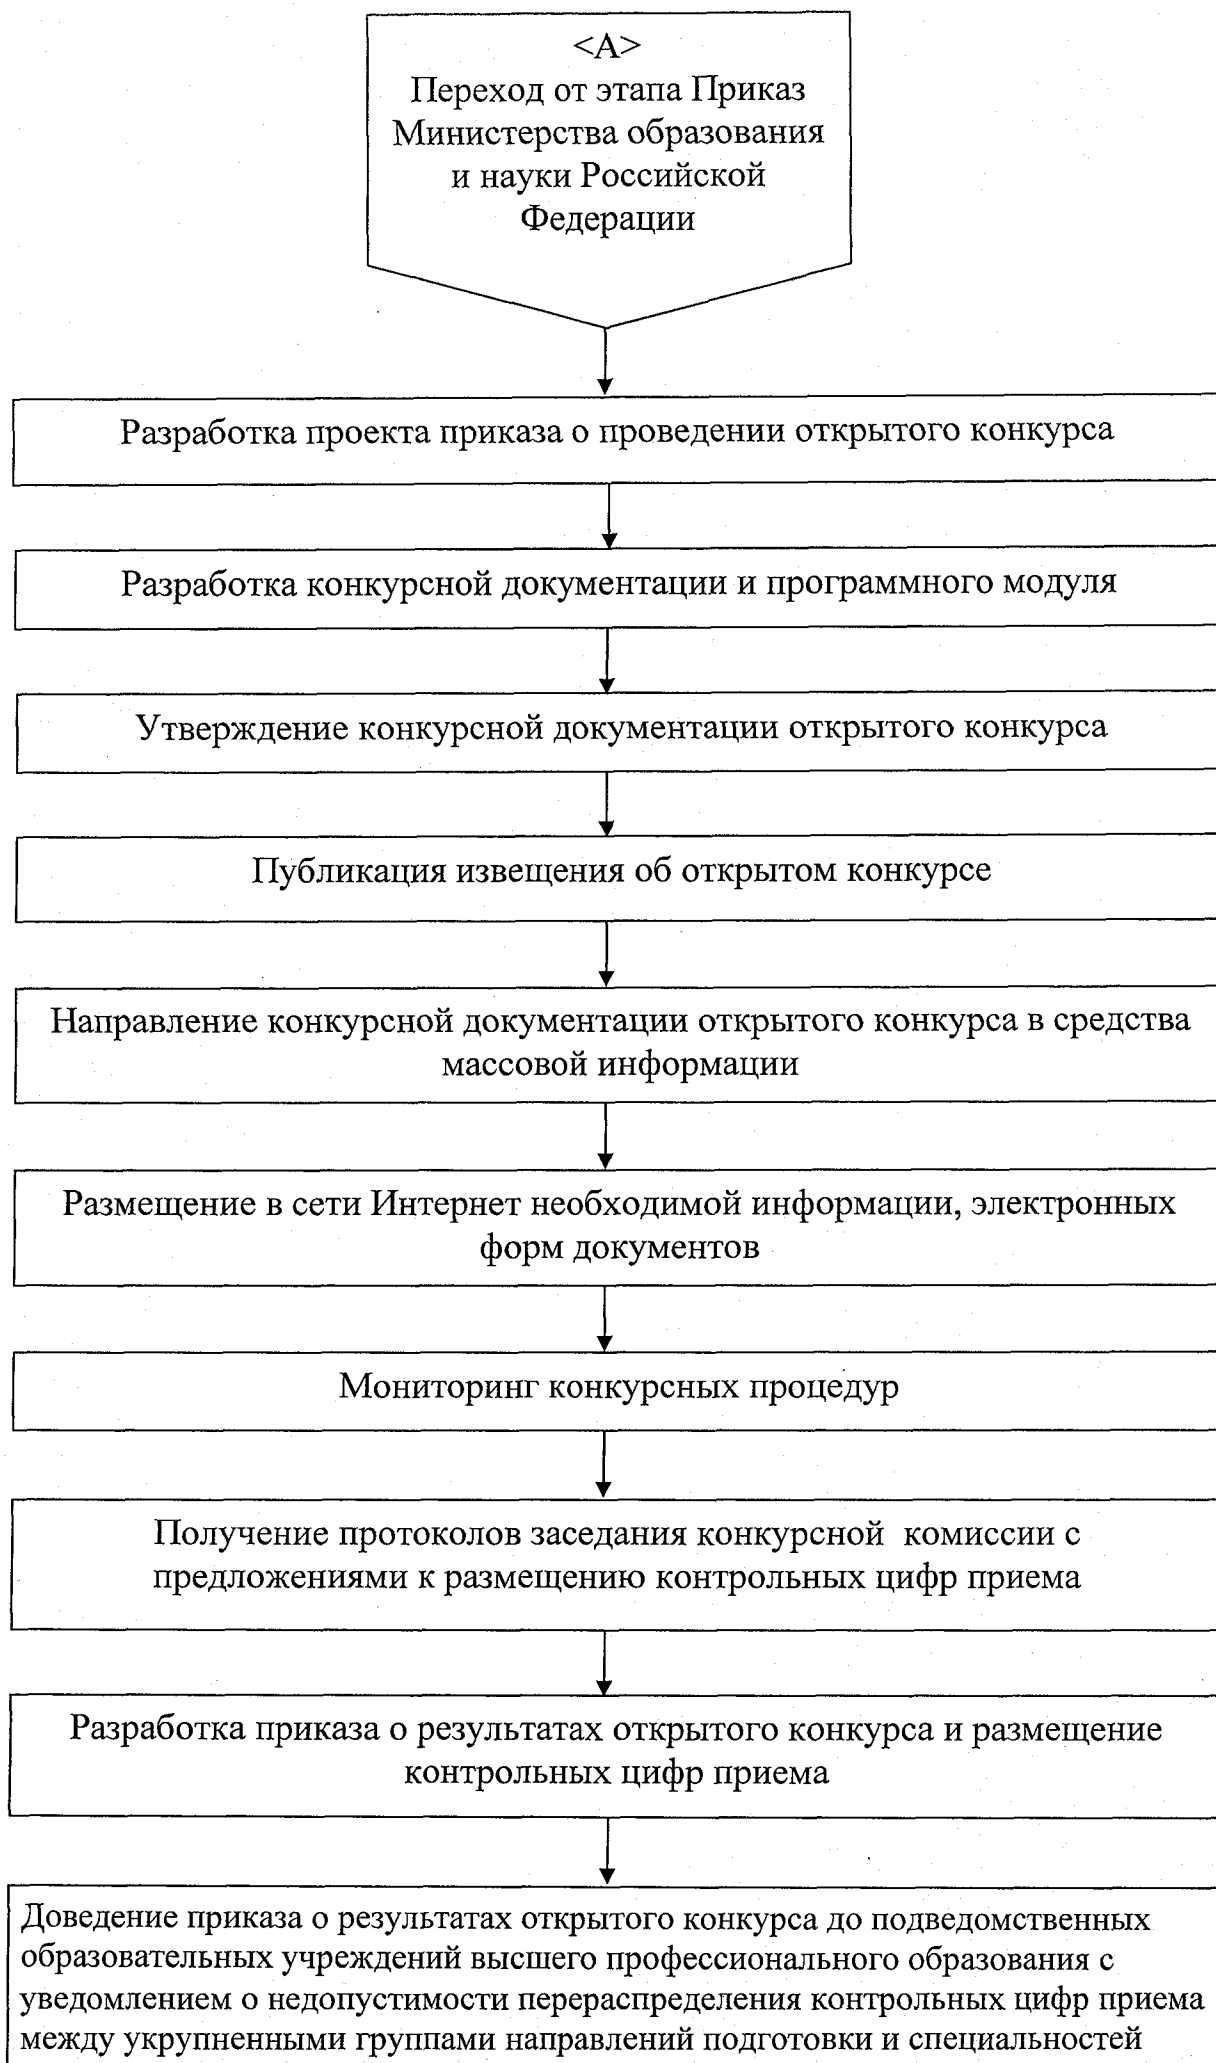 <А>
Переход от этапа Приказ
Министерства образования
и науки Российской
Федерации
Разработка проекта приказа о проведении открытого конкурса
Разработка конкурсной документации и программного модуля
Утверждение конкурсной документации открытого конкурса
Публикация извещения об открытом конкурсе
Направление конкурсной документации открытого конкурса в средства
массовой информации
Размещение в сети Интернет необходимой информации, электронных
форм документов
Мониторинг конкурсных процедур
Получение протоколов заседания конкурсной комиссии с
предложениями к размещению контрольных цифр приема
Разработка приказа о результатах открытого конкурса и размещение
контрольных цифр приема
Доведение приказа о результатах открытого конкурса до подведомственных
образовательных учреждений высшего профессионального образования с
уведомлением о недопустимости перераспределения контрольных цифр приема
между укрупненными группами направлений подготовки и специальностей